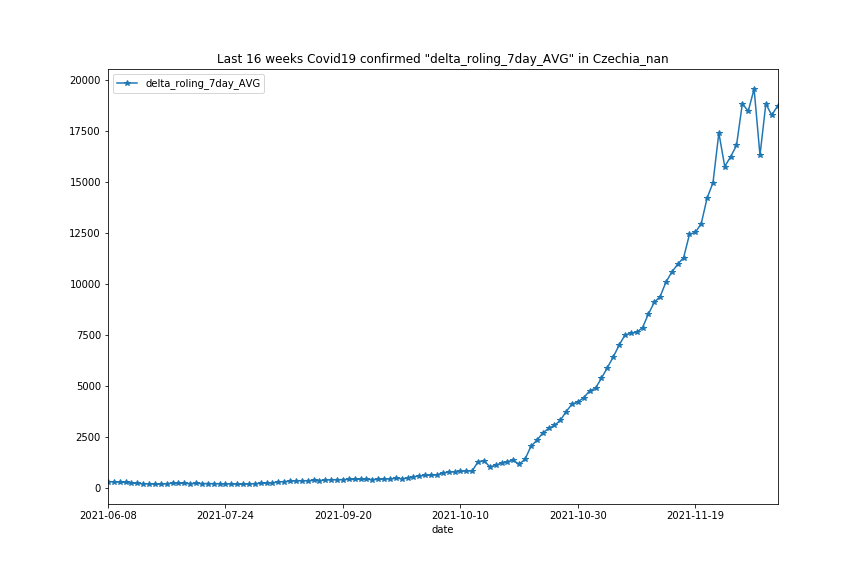 Last 16 weeks Covid19 confirmed "delta_roling_7day_AVG" in Czechia_nan
delta_roling_7day_AVG
20000
17500
15000
12500
10000
7500
5000
2500
0
2021-06-08 2021-07-24 2021-09-20 2021-10-10 2021-10-30 2021-11-19
date